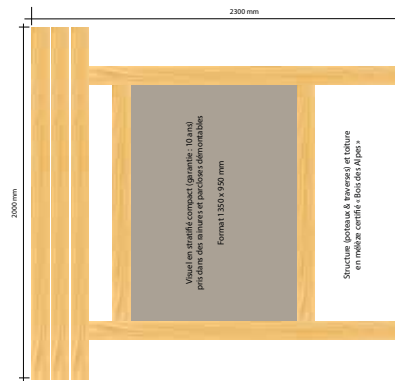 2300 mm
2000 mm
Visuel en stratifié compact (garantie : 10 ans)
pris dans des rainures et parcloses démontables
Format 1350 x 950 mm
Structure (poteaux & traverses) et toiture
en mélèze certifié « Bois des Alpes »